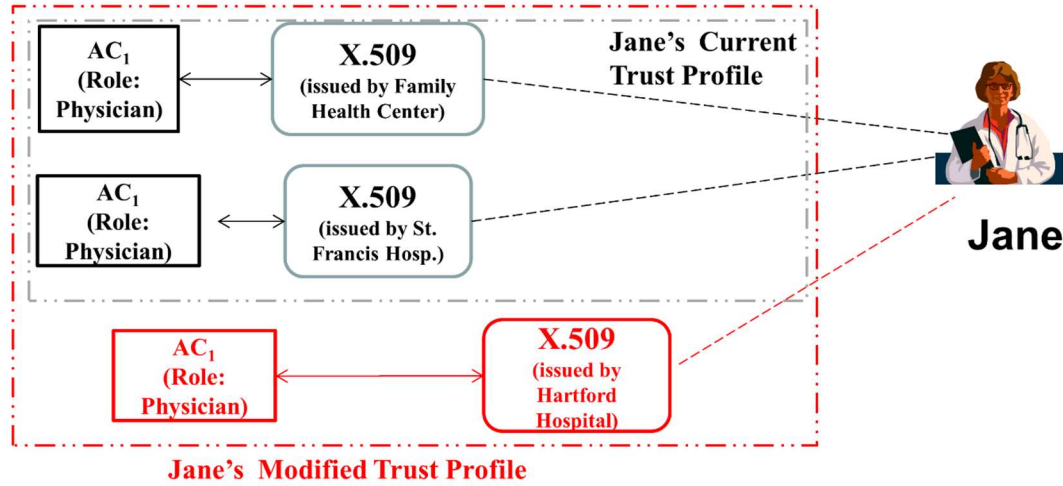 AC₁
(Role:
Physician)
X.509
(issued by Family
Health Center)
Jane's Current
Trust Profile
AC₁
(Role:
Physician)
X.509
(issued by St.
Francis Hosp.)
Jane
AC₁
(Role:
Physician)
X.509
(issued by
Hartford
Hospital)
Jane's Modified Trust Profile